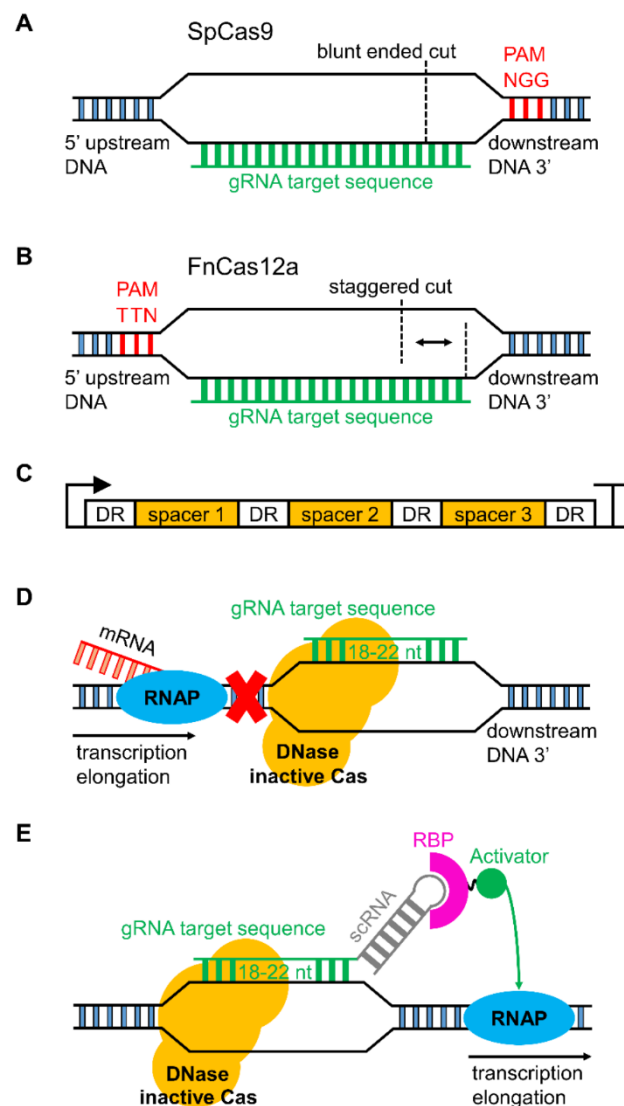 A
SpCas9
blunt ended cut
PAM
NGG
5' upstream
DNA
gRNA target sequence
downstream
DNA 3'
B
FnCas12a
PAM
TTN
staggered cut
5' upstream
DNA
gRNA target sequence
downstream
DNA 3'
C
DR spacer 1 DR spacer 2 DR spacer 3 DR
D
gRNA target sequence
mRNA
18-22 nt
RNAP
transcription
elongation
DNase
inactive Cas
downstream
DNA 3'
E
RBP
Activator
scRNA
gRNA target sequence
18-22 nt
RNAP
DNase
inactive Cas
transcription
elongation